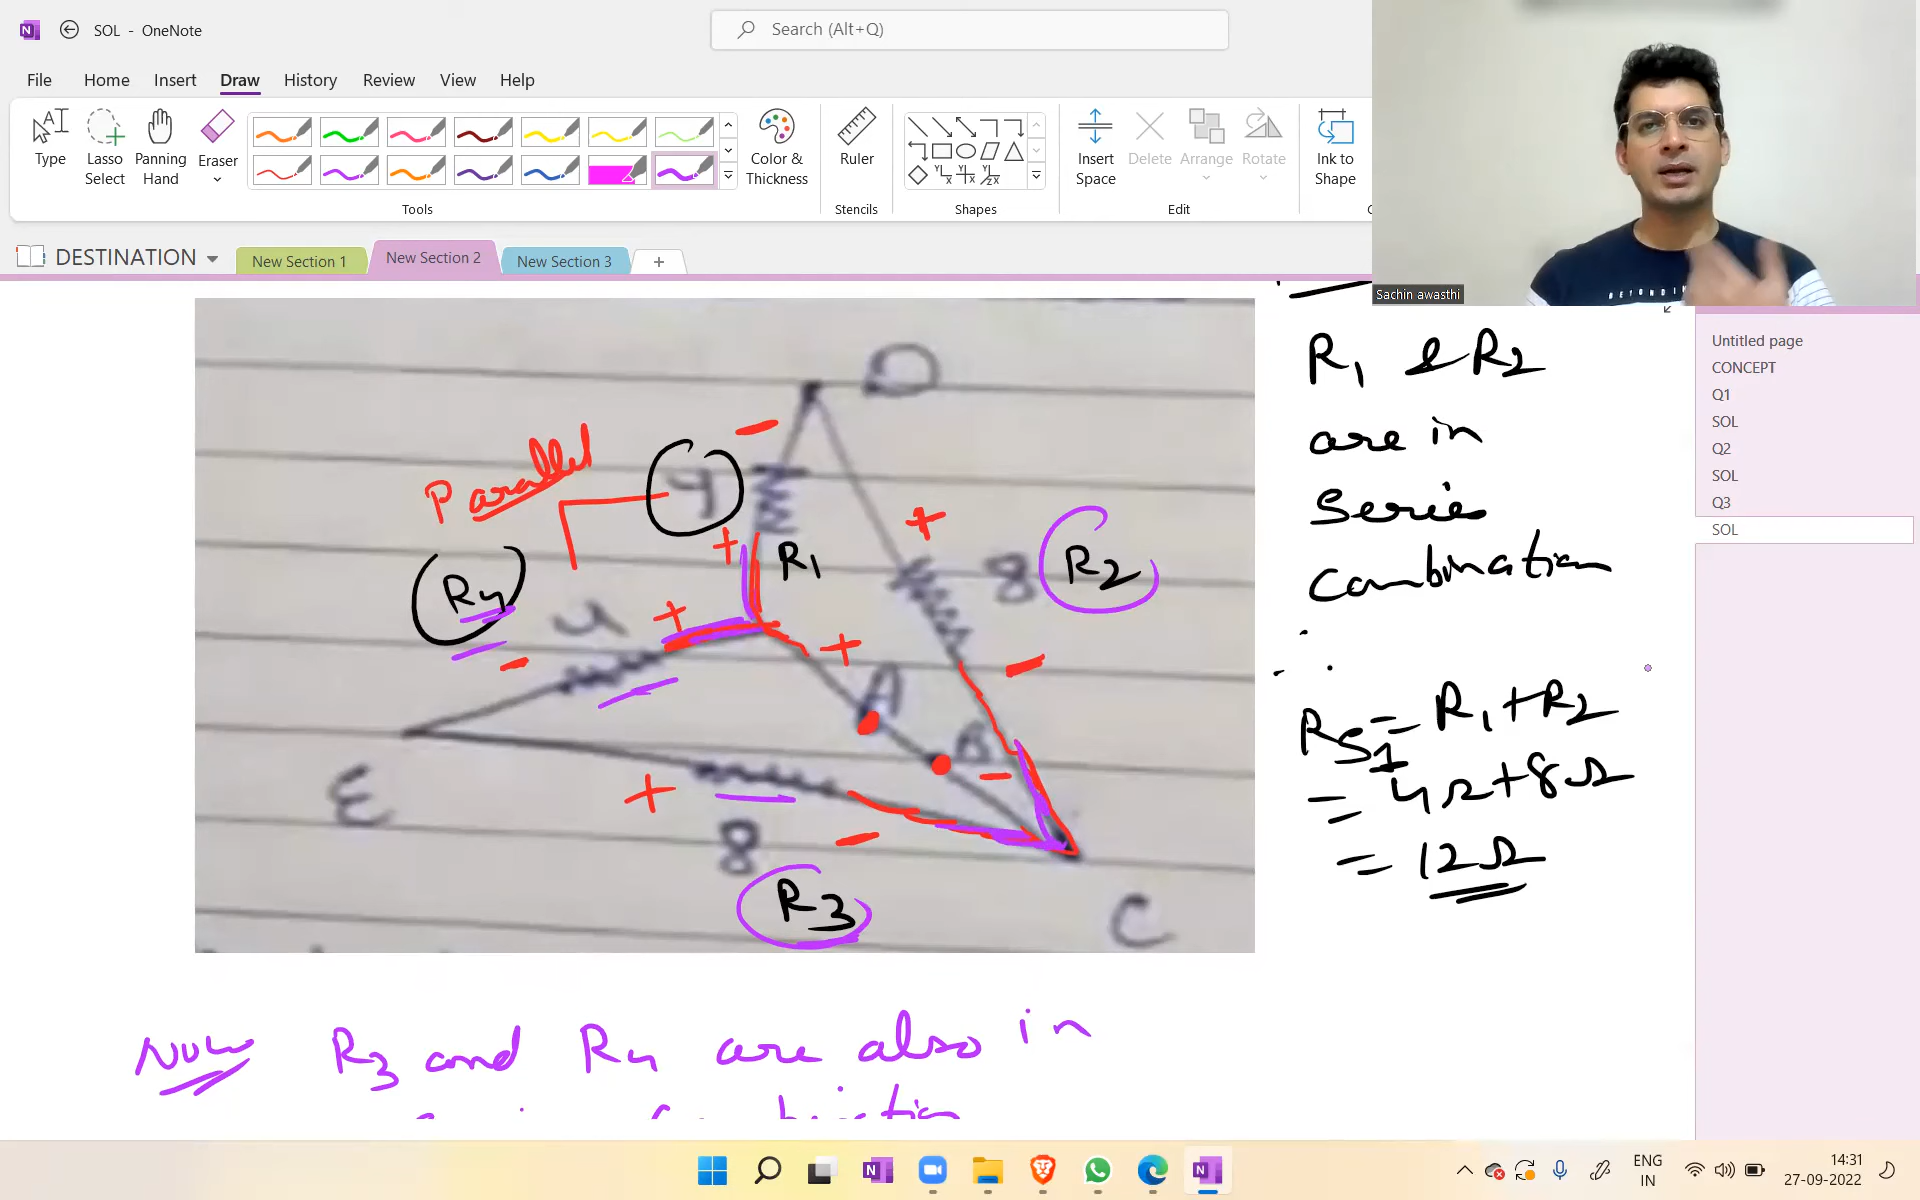 SOL - OneNote
Search (Alt+Q)
File Home Insert Draw History Review View Help
Type
Lasso Select
Panning Hand
Eraser
Color & Thickness
Ruler
Insert Space
Delete
Arrange
Rotate
Ink to Shape
Tools
Stencils
Shapes
Edit
DESTINATION
New Section 1
New Section 2
New Section 3
Sachin awasthi
Untitled page
CONCEPT
Q1
SOL
Q2
SOL
Q3
SOL
D
Parallel
4
R1
R2
8
R4
4
A
B
E
8
R3
C
R1 & R2
are in
Series
Combination
RS1 = R1+R2
= 4Ω+8Ω
= 12Ω
Now R3 and R4 are also in
ENG
IN
14:31
27-09-2022